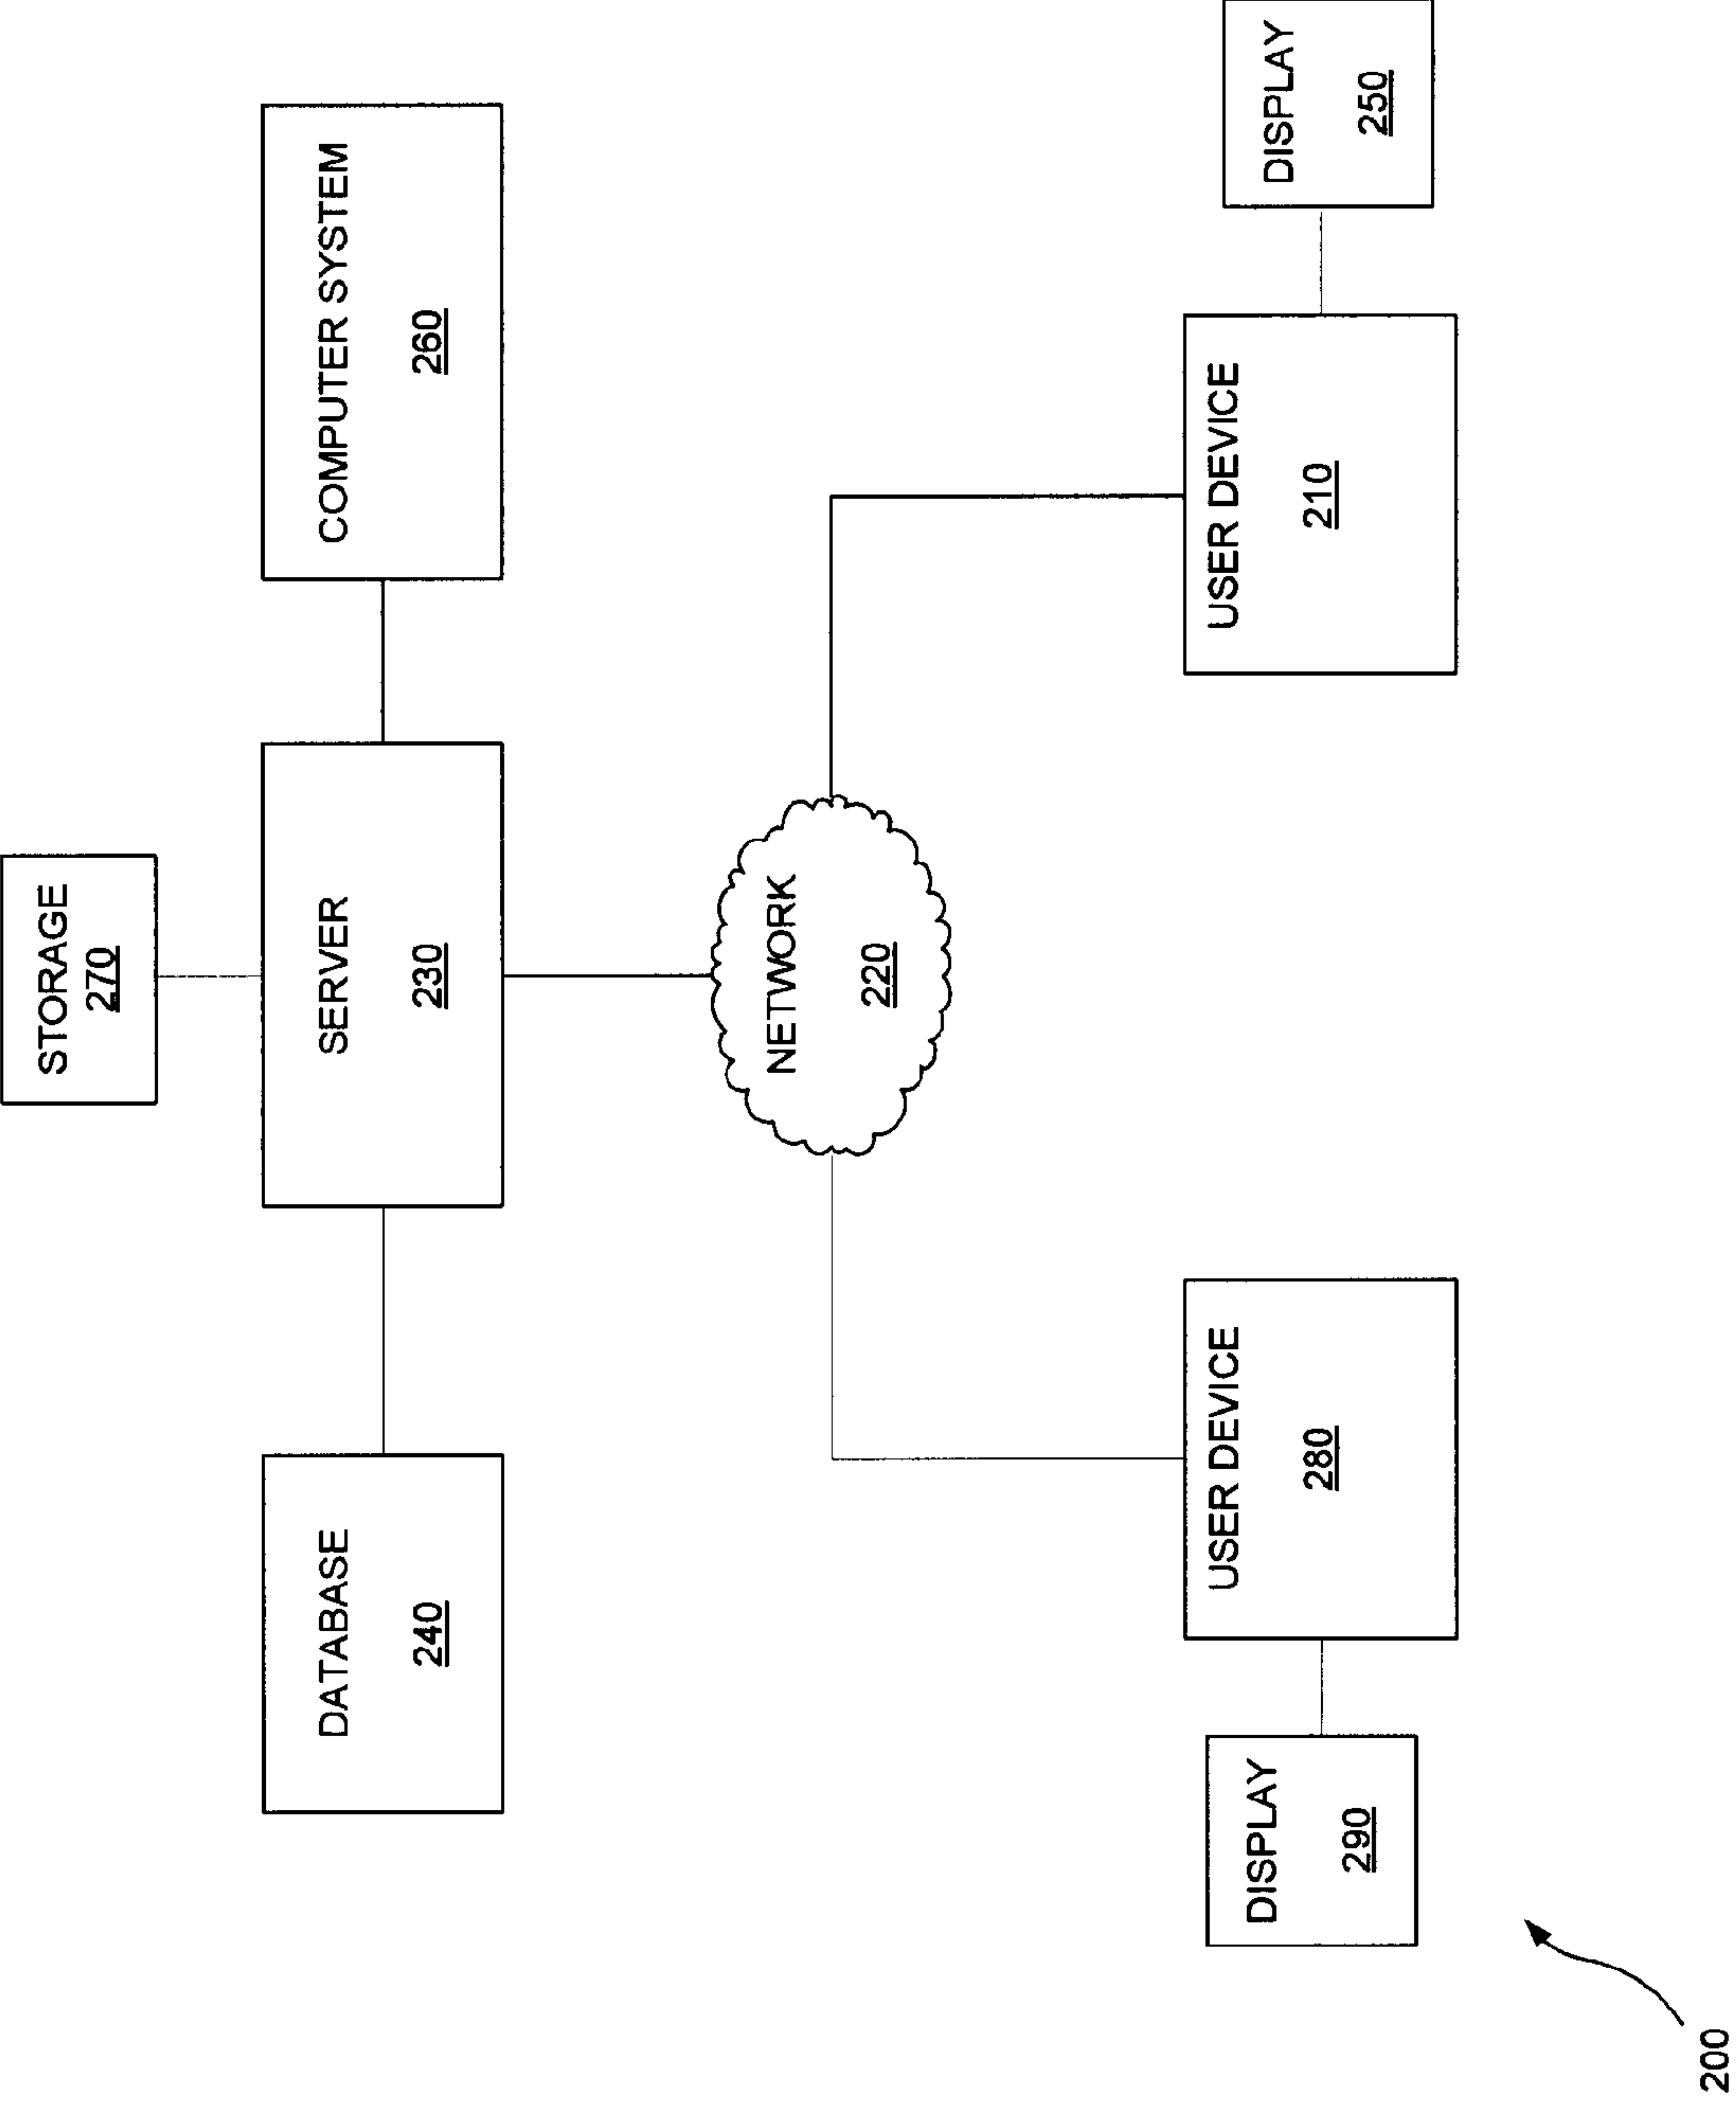 STORAGE
270
DATABASE
240
SERVER
230
COMPUTER SYSTEM
260
NETWORK
220
DISPLAY
290
USER DEVICE
280
USER DEVICE
210
DISPLAY
250
200